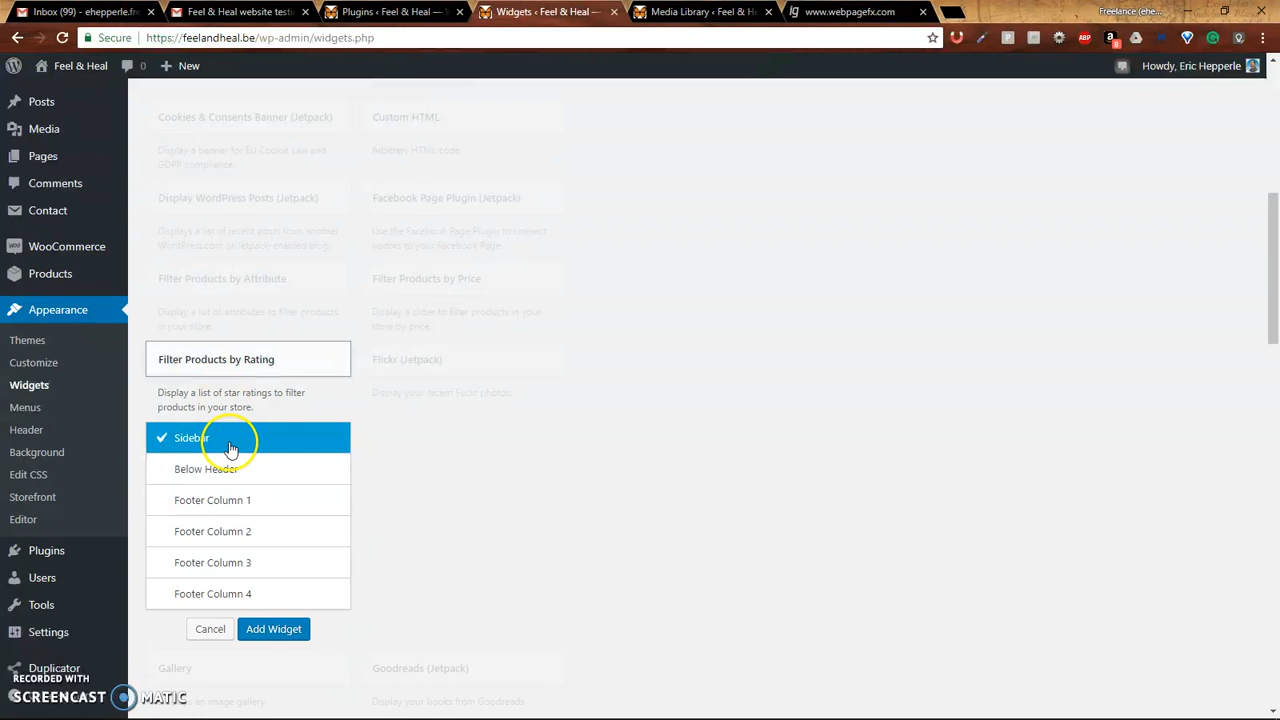 Inbox (99) - ehepperle.fre
Feel & Heal website testi
Plugins ‹ Feel & Heal —
Widgets ‹ Feel & Heal —
Media Library ‹ Feel & H
www.webpagefx.com
Freelance (ehe...
Secure
https://feelandheal.be/wp-admin/widgets.php
8
Feel & Heal
0
New
Howdy, Eric Hepperle
Posts
Media
Pages
Comments
Contact
WooCommerce
Products
Appearance
Themes
Customize
Widgets
Menus
Header
Background
Edit CSS
Storefront
Editor
Plugins
Users
Tools
Settings
Duplicator
Cookies & Consents Banner (Jetpack)
Display a banner for EU Cookie Law and
GDPR compliance.
Custom HTML
Arbitrary HTML code.
Display WordPress Posts (Jetpack)
Displays a list of recent posts from another
WordPress.com or Jetpack-enabled blog.
Facebook Page Plugin (Jetpack)
Use the Facebook Page Plugin to connect
visitors to your Facebook Page
Filter Products by Attribute
Display a list of attributes to filter products
in your store.
Filter Products by Price
Display a slider to filter products in your
store by price.
Filter Products by Rating
Display a list of star ratings to filter
products in your store.
Flickr (Jetpack)
Display your recent Flickr photos.
Sidebar
Below Header
Footer Column 1
Footer Column 2
Footer Column 3
Footer Column 4
Cancel
Add Widget
Gallery
an image gallery.
Goodreads (Jetpack)
Display your books from Goodreads
RECORDED WITH
SCREENCAST MATIC